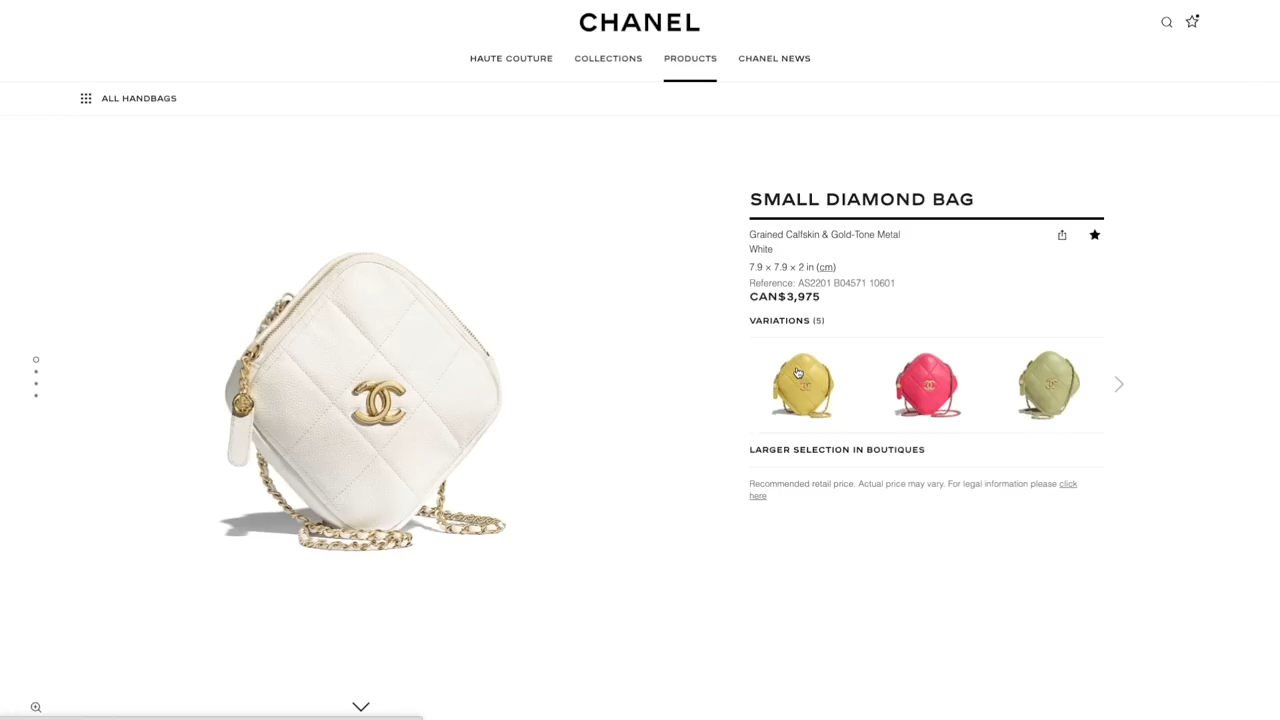 CHANEL
HAUTE COUTURE
COLLECTIONS
PRODUCTS
CHANEL NEWS
ALL HANDBAGS
SMALL DIAMOND BAG
Grained Calfskin & Gold-Tone Metal
White
7.9 × 7.9 × 2 in (cm)
Reference: AS2201 B04571 10601
CAN$3,975
VARIATIONS (5)
LARGER SELECTION IN BOUTIQUES
Recommended retail price. Actual price may vary. For legal information please click
here